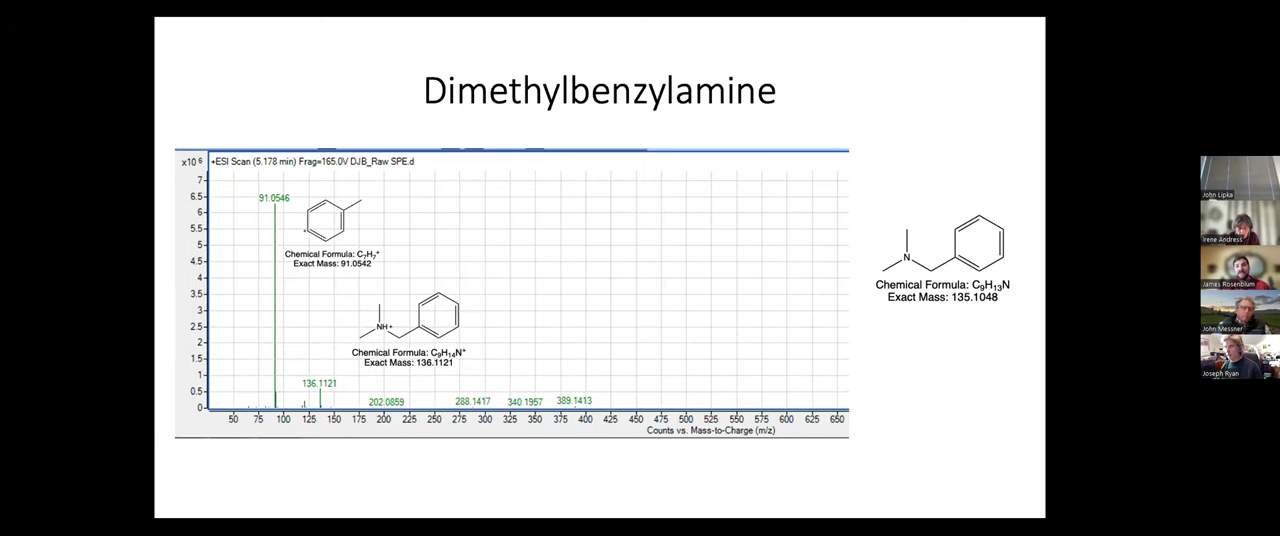 Dimethylbenzylamine
x10 6
+ESI Scan (5.178 min) Frag=165.0V DJB_Raw SPE.d
7
6.5
6
5.5
5
4.5
4
3.5
3
2.5
2
1.5
1
0.5
0
91.0546
+
Chemical Formula: C₇H₇⁺
Exact Mass: 91.0542
NH+
Chemical Formula: C₉H₁₄N⁺
Exact Mass: 136.1121
136.1121
202.0859
288.1417
340.1957
389.1413
50 75 100 125 150 175 200 225 250 275 300 325 350 375 400 425 450 475 500 525 550 575 600 625 650
Counts vs. Mass-to-Charge (m/z)
N
Chemical Formula: C₉H₁₃N
Exact Mass: 135.1048
John Lipka
Irene Andress
James Rosenblum
John Messner
Joseph Ryan